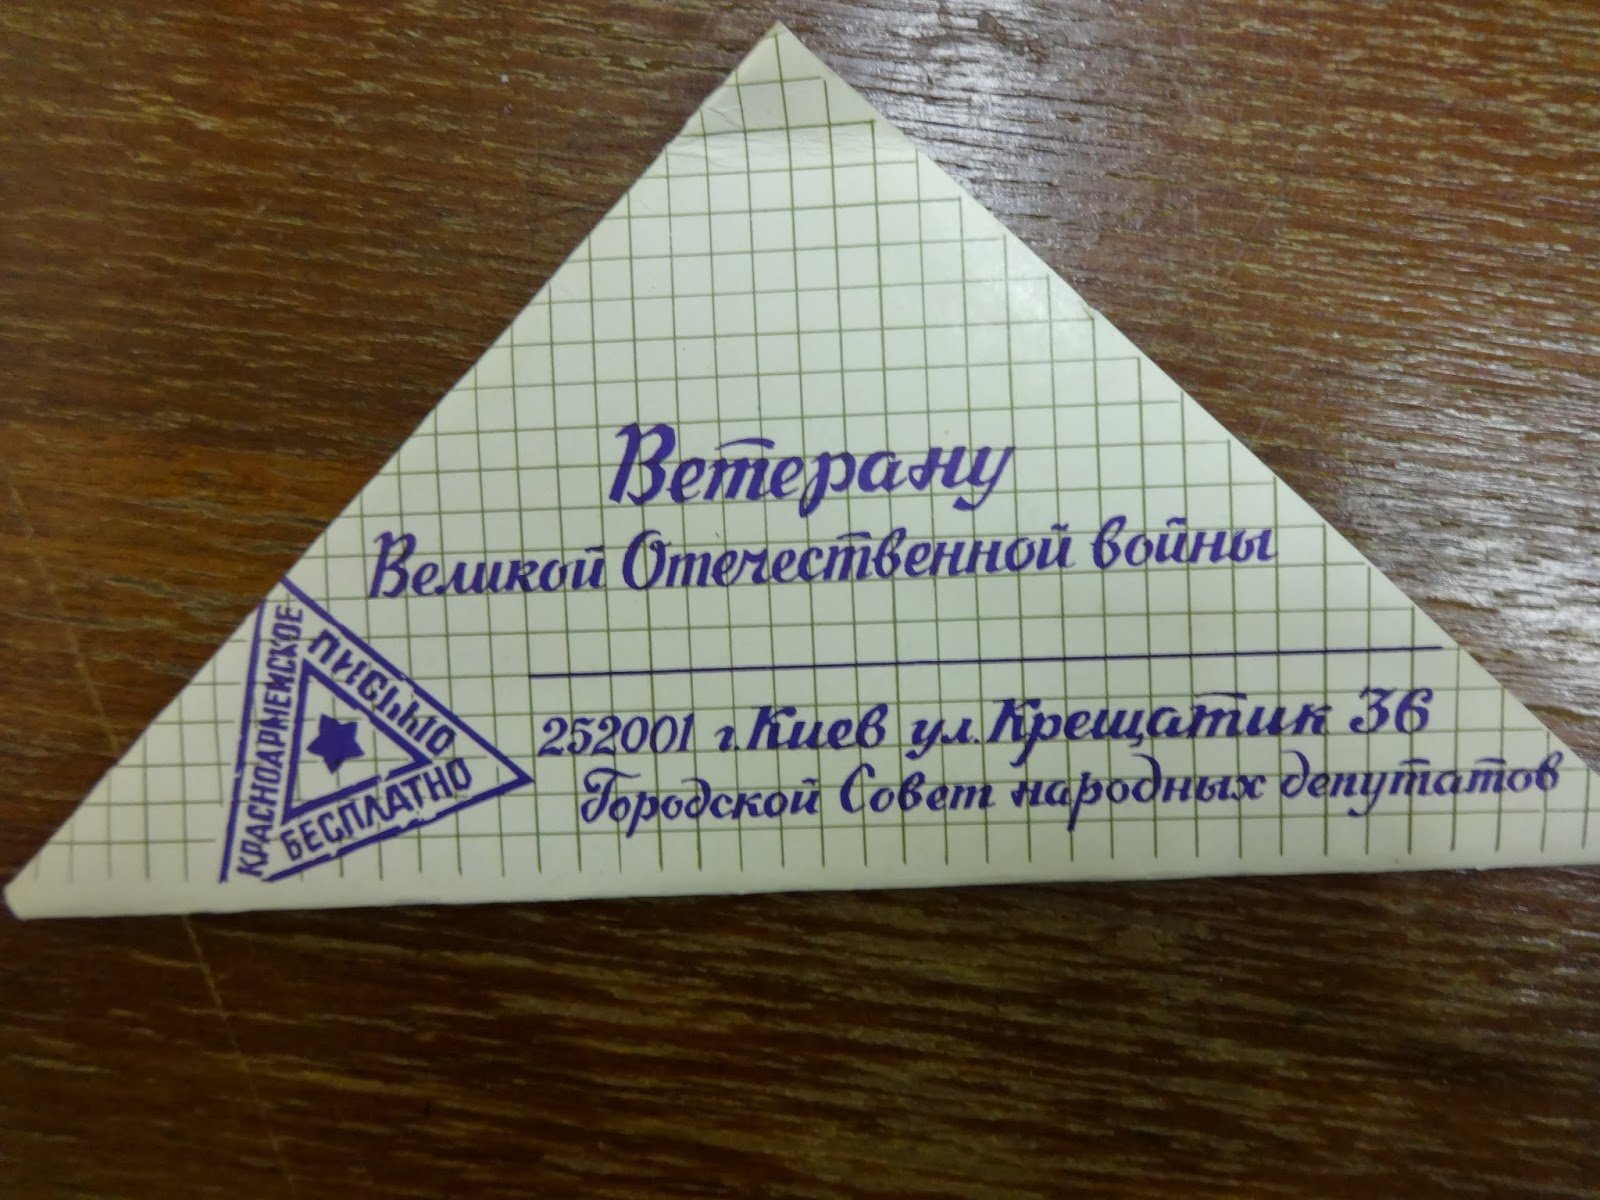 Ветерану
Великой Отечественной войны
КРАСНОАРМЕЙСКОЕ
ПИСЬМО
БЕСПЛАТНО
252001 г. Киев ул. Крещатик 36
Городской Совет народных депутатов